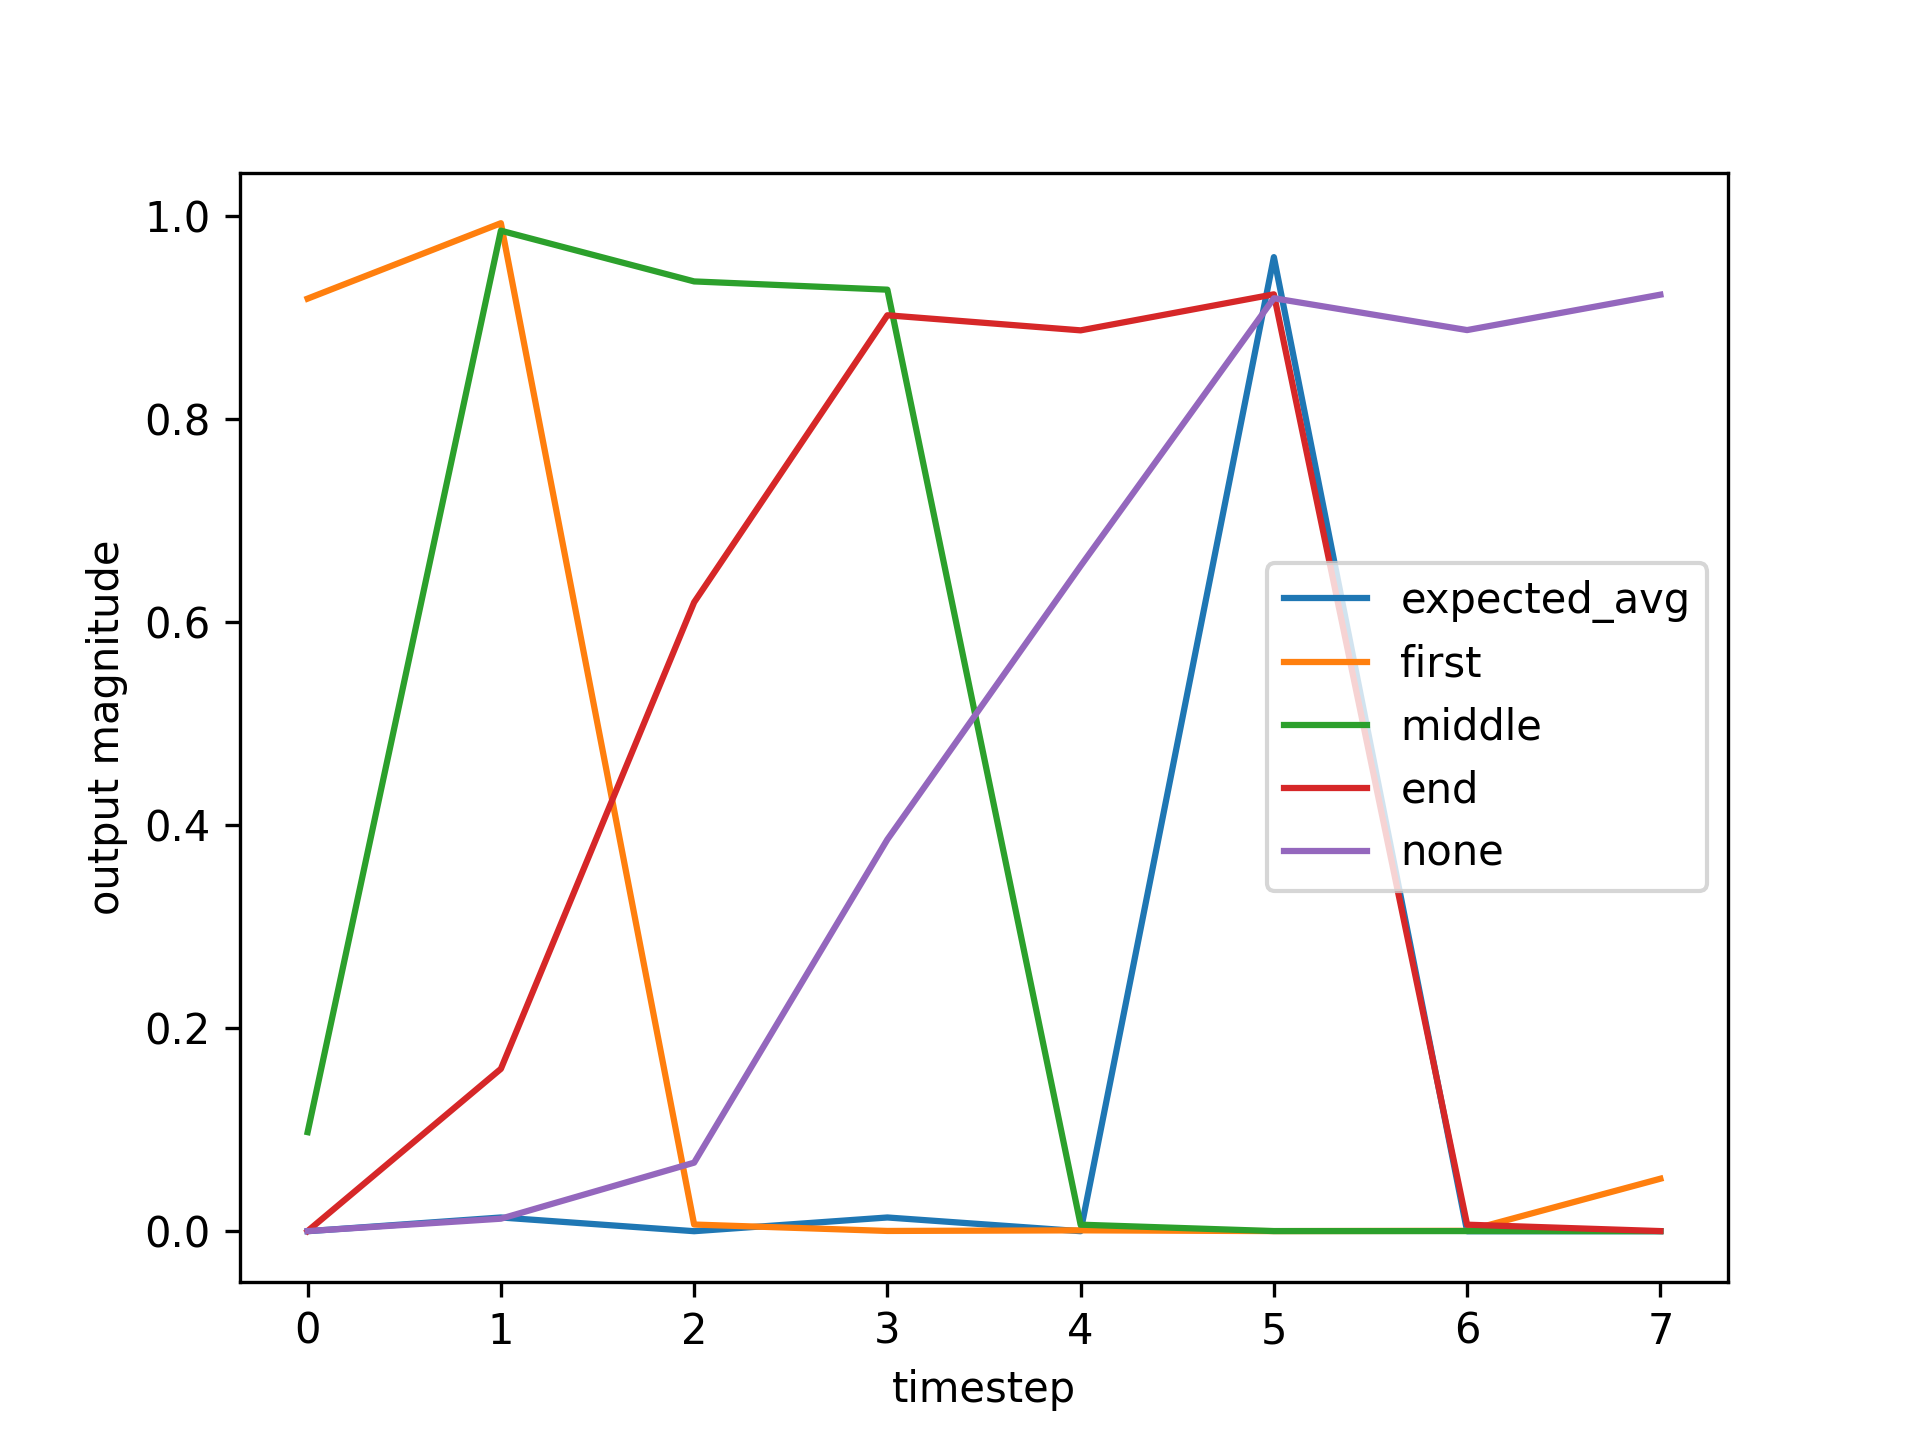 1.0
0.8
0.6
0.4
0.2
0.0
output magnitude
expected_avg
first
middle
end
none
0 1 2 3 4 5 6 7
timestep